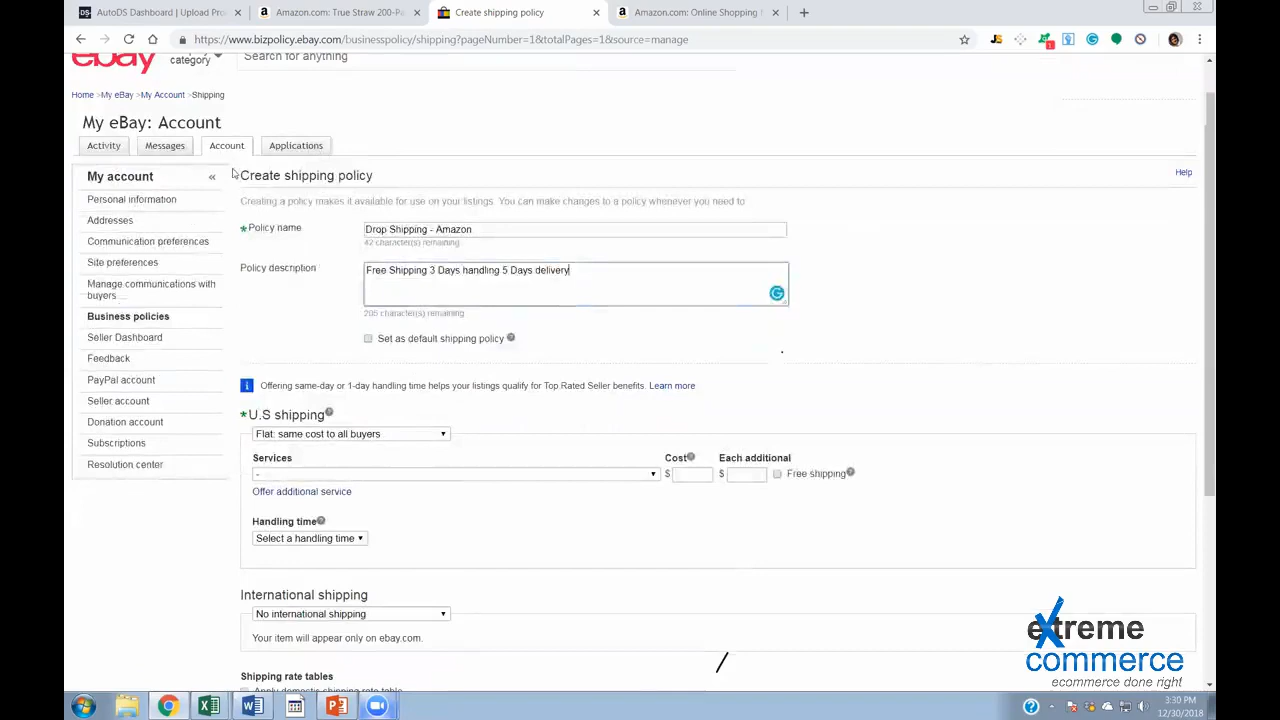 AutoDS Dashboard | Upload Pro
Amazon.com: True Straw 200-Pa
Create shipping policy
Amazon.com: Online Shopping
https://www.bizpolicy.ebay.com/businesspolicy/shipping?pageNumber=1&totalPages=1&source=manage
ebay
category
Search for anything
Home >My eBay >My Account >Shipping
My eBay: Account
Activity
Messages
Account
Applications
My account
«
Personal information
Addresses
Communication preferences
Site preferences
Manage communications with
buyers
Business policies
Seller Dashboard
Feedback
PayPal account
Seller account
Donation account
Subscriptions
Resolution center
Create shipping policy
Help
Creating a policy makes it available for use on your listings. You can make changes to a policy whenever you need to
*Policy name
Drop Shipping - Amazon
42 character(s) remaining
Policy description
Free Shipping 3 Days handling 5 Days delivery
205 character(s) remaining
Set as default shipping policy
Offering same-day or 1-day handling time helps your listings qualify for Top Rated Seller benefits. Learn more
*U.S shipping
Flat: same cost to all buyers
Services
Cost
Each additional
-
$
$
Free shipping
Offer additional service
Handling time
Select a handling time
International shipping
No international shipping
Your item will appear only on ebay.com.
Shipping rate tables
Apply domestic shipping rate table
extreme
commerce
ecommerce done right
3:30 PM
12/30/2018